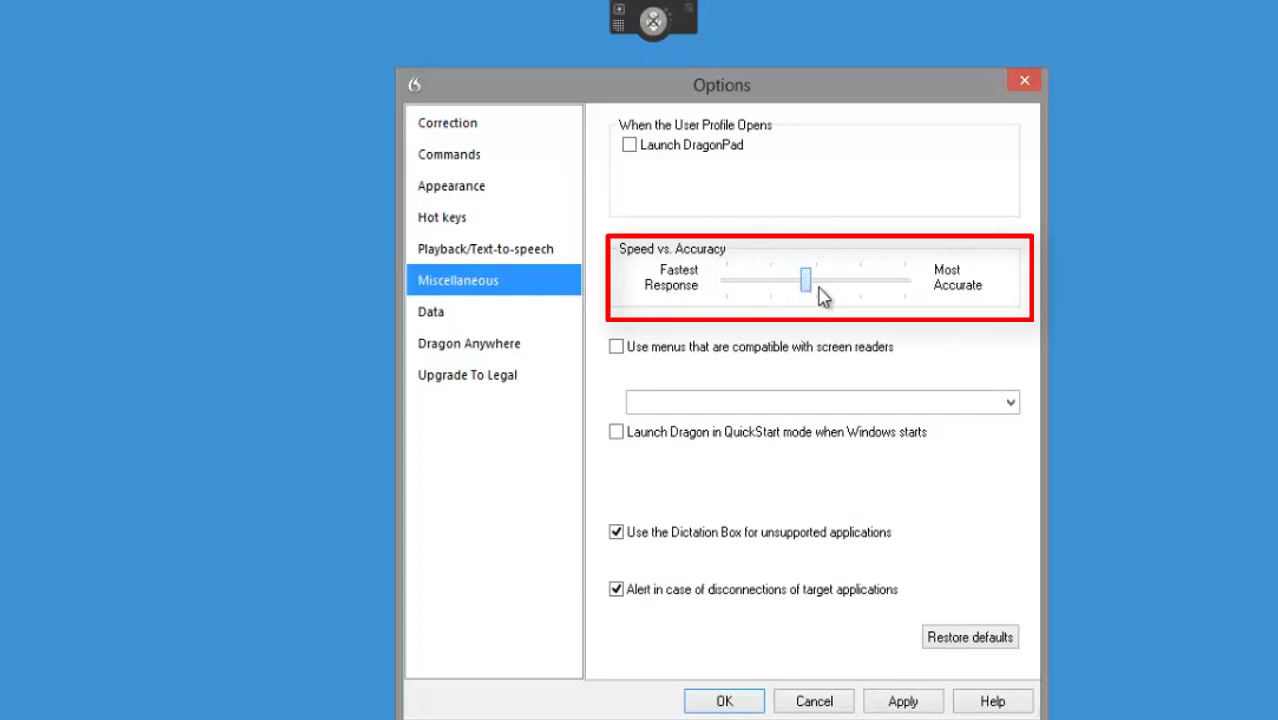 Options
Correction
Commands
Appearance
Hot keys
Playback/Text-to-speech
Miscellaneous
Data
Dragon Anywhere
Upgrade To Legal
When the User Profile Opens
Launch DragonPad
Speed vs. Accuracy
Fastest
Response
Most
Accurate
Use menus that are compatible with screen readers
Launch Dragon in QuickStart mode when Windows starts
Use the Dictation Box for unsupported applications
Alert in case of disconnections of target applications
Restore defaults
OK
Cancel
Apply
Help